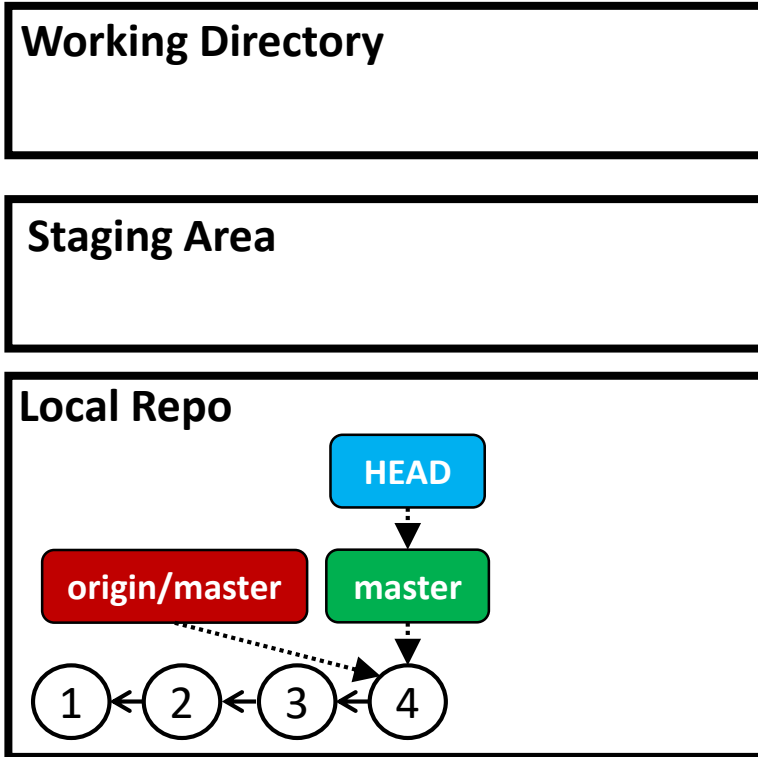 Working Directory
Staging Area
Local Repo
HEAD
origin/master
master
1
2
3
4